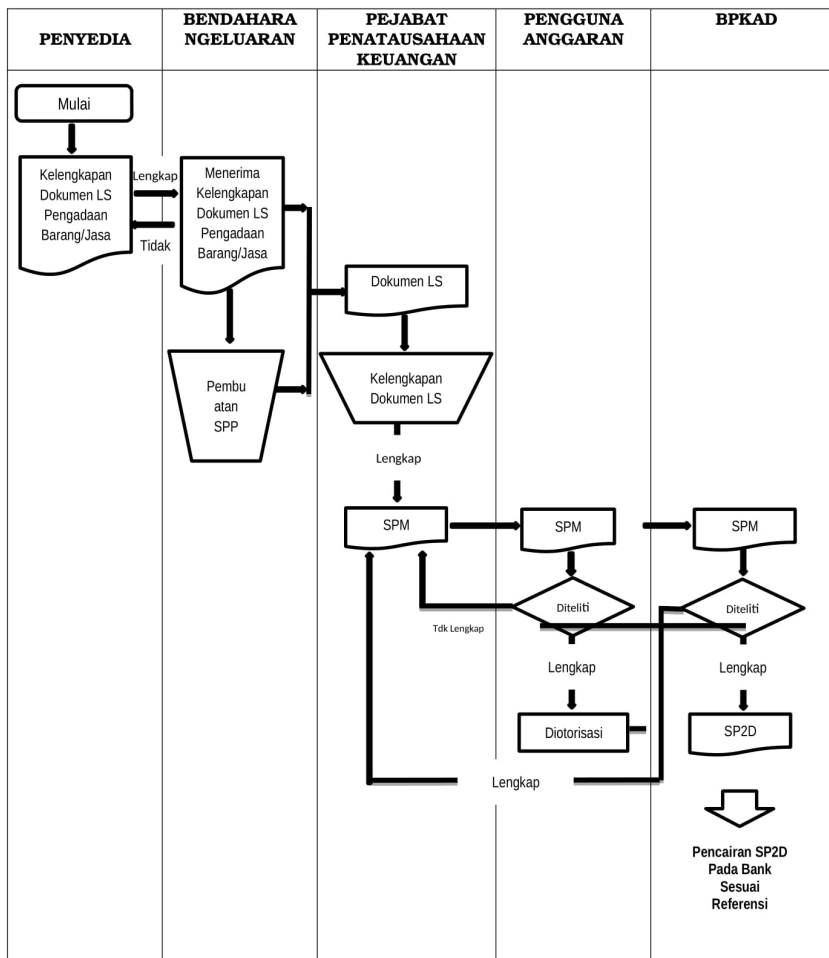 PENYEDIA
BENDAHARA
NGELUARAN
PEJABAT
PENATAUSAHAAN
KEUANGAN
PENGGUNA
ANGGARAN
BPKAD
Mulai
Kelengkapan
Dokumen LS
Pengadaan
Barang/Jasa
Lengkap
Tidak
Menerima
Kelengkapan
Dokumen LS
Pengadaan
Barang/Jasa
Dokumen LS
Pembu
atan
SPP
Kelengkapan
Dokumen LS
Lengkap
SPM
SPM
SPM
Diteliti
Diteliti
Tdk Lengkap
Lengkap
Lengkap
Diotorisasi
SP2D
Lengkap
Pencairan SP2D
Pada Bank
Sesuai
Referensi